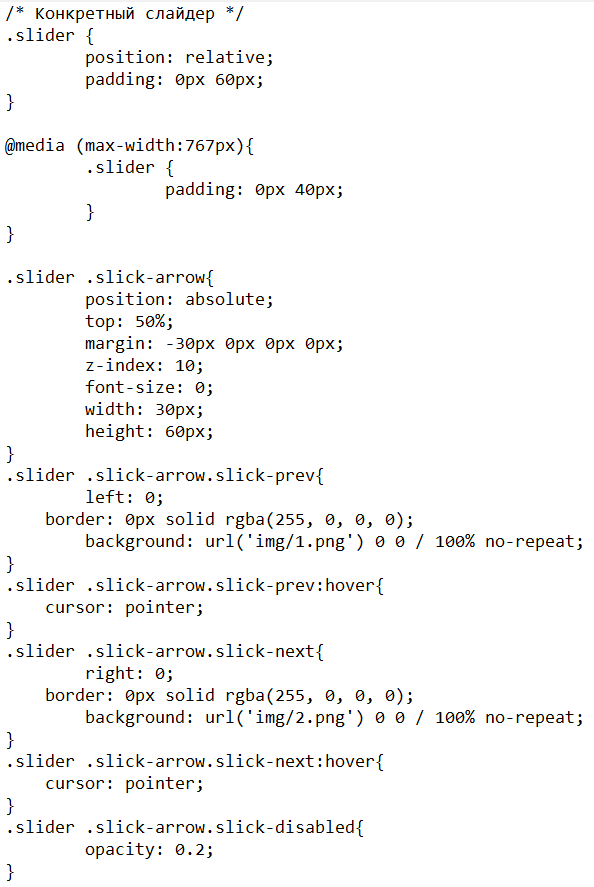 /* Конкретный слайдер */
.slider {
        position: relative;
        padding: 0px 60px;
}

@media (max-width:767px){
        .slider {
                padding: 0px 40px;
        }
}

.slider .slick-arrow{
        position: absolute;
        top: 50%;
        margin: -30px 0px 0px 0px;
        z-index: 10;
        font-size: 0;
        width: 30px;
        height: 60px;
}
.slider .slick-arrow.slick-prev{
        left: 0;
    border: 0px solid rgba(255, 0, 0, 0);
        background: url('img/1.png') 0 0 / 100% no-repeat;
}
.slider .slick-arrow.slick-prev:hover{
    cursor: pointer;
}
.slider .slick-arrow.slick-next{
        right: 0;
    border: 0px solid rgba(255, 0, 0, 0);
        background: url('img/2.png') 0 0 / 100% no-repeat;
}
.slider .slick-arrow.slick-next:hover{
    cursor: pointer;
}
.slider .slick-arrow.slick-disabled{
        opacity: 0.2;
}